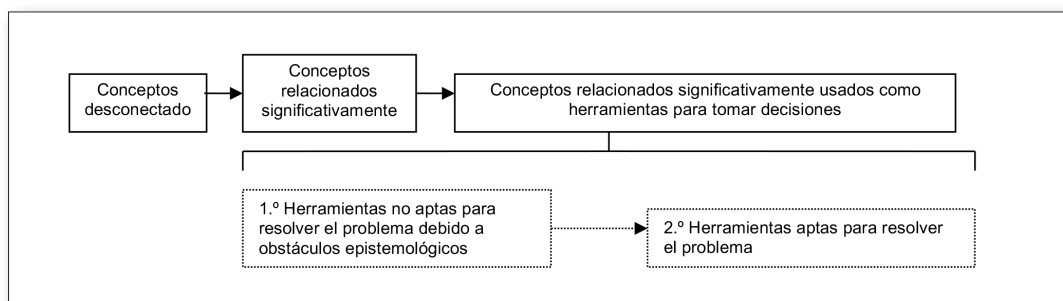 Conceptos
desconectado
Conceptos
relacionados
significativamente
Conceptos relacionados significativamente usados como
herramientas para tomar decisiones
1.º Herramientas no aptas para
resolver el problema debido a
obstáculos epistemológicos
2.º Herramientas aptas para resolver
el problema